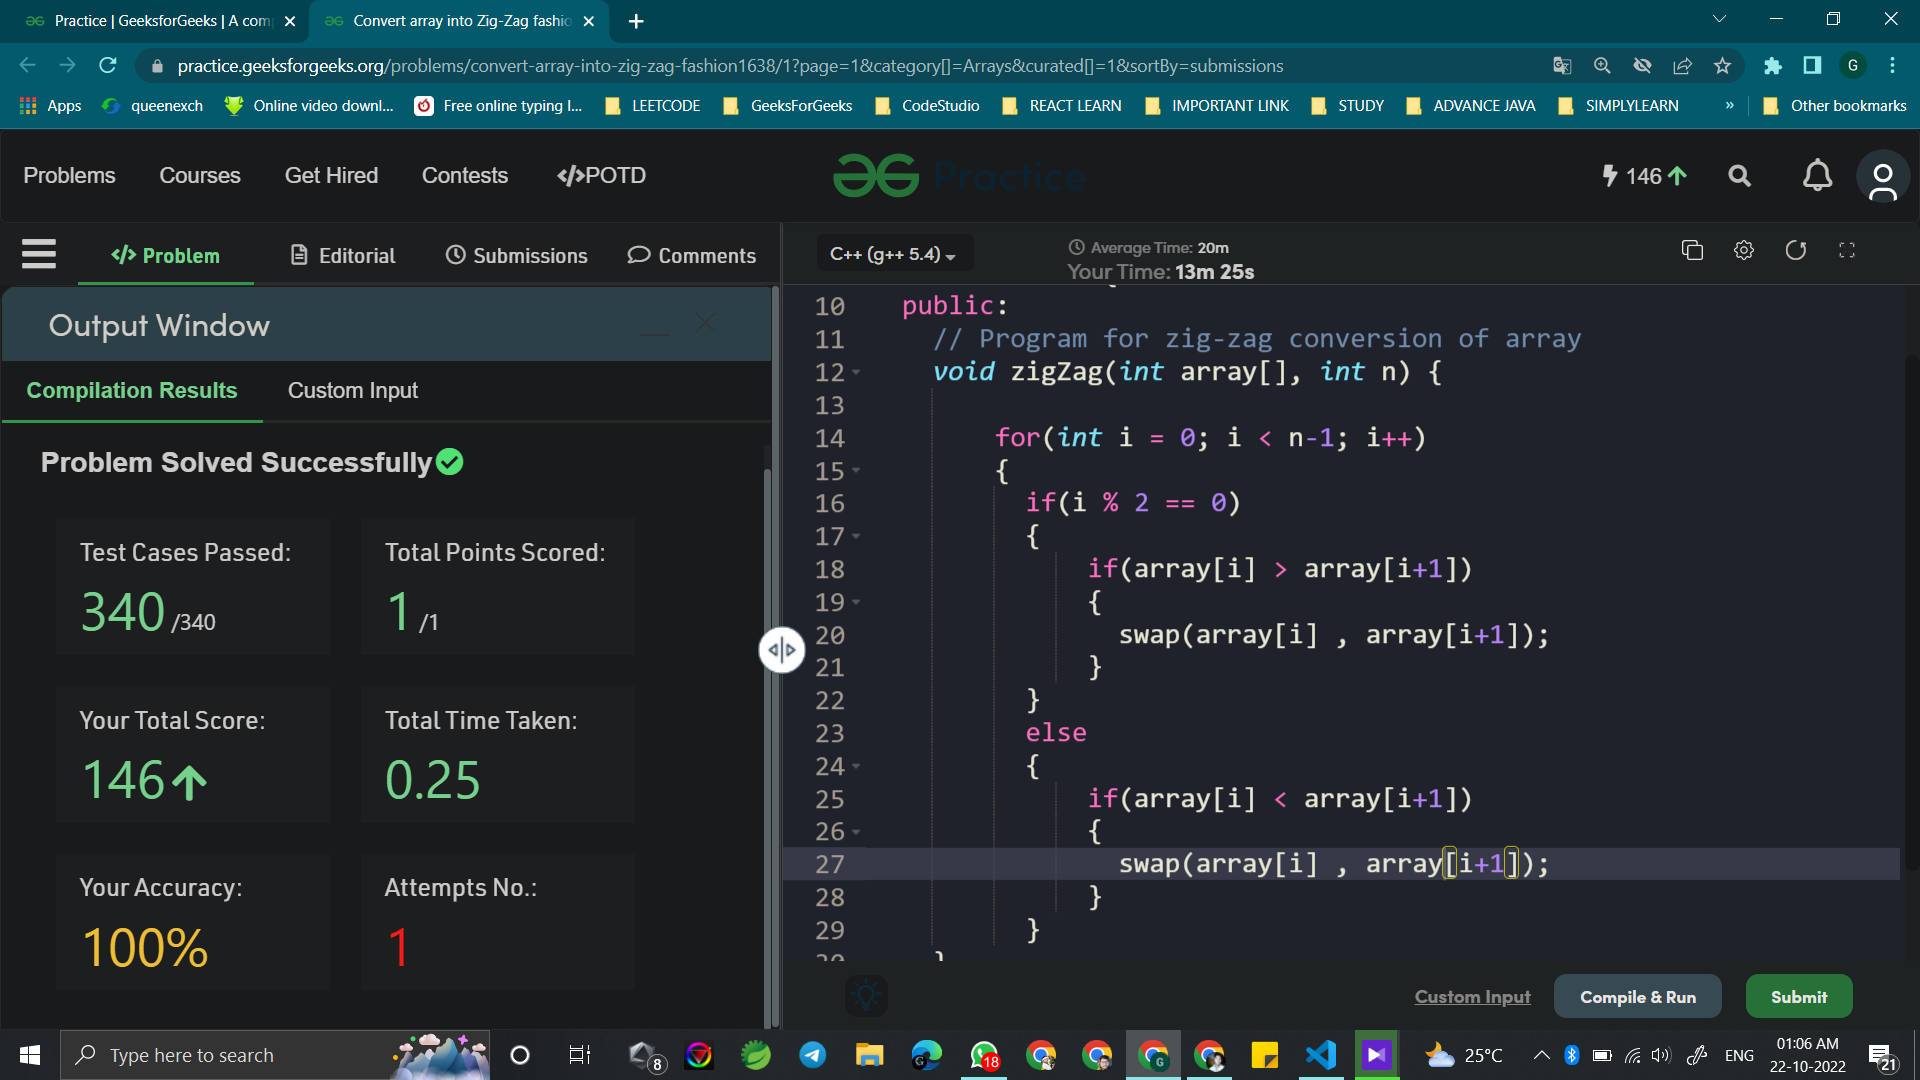 Practice | GeeksforGeeks | A com
Convert array into Zig-Zag fashio
practice.geeksforgeeks.org/problems/convert-array-into-zig-zag-fashion1638/1?page=1&category[]=Arrays&curated[]=1&sortBy=submissions
G
Apps
queenexch
Online video downl...
Free online typing I...
LEETCODE
GeeksForGeeks
CodeStudio
REACT LEARN
IMPORTANT LINK
STUDY
ADVANCE JAVA
SIMPLYLEARN
»
Other bookmarks
Problems
Courses
Get Hired
Contests
</>POTD
Practice
146
</> Problem
Editorial
Submissions
Comments
C++ (g++ 5.4)
Average Time: 20m
Your Time: 13m 25s
Output Window
Compilation Results
Custom Input
Problem Solved Successfully
Test Cases Passed:
340 /340
Total Points Scored:
1 /1
Your Total Score:
146
Total Time Taken:
0.25
Your Accuracy:
100%
Attempts No.:
1
10 public:
11 // Program for zig-zag conversion of array
12 void zigZag(int array[], int n) {
13
14 for(int i = 0; i < n-1; i++)
15 {
16 if(i % 2 == 0)
17 {
18 if(array[i] > array[i+1])
19 {
20 swap(array[i] , array[i+1]);
21 }
22 }
23 else
24 {
25 if(array[i] < array[i+1])
26 {
27 swap(array[i] , array[i+1]);
28 }
29 }
30 }
Custom Input
Compile & Run
Submit
Type here to search
8
18
G
25°C
ENG
01:06 AM
22-10-2022
21